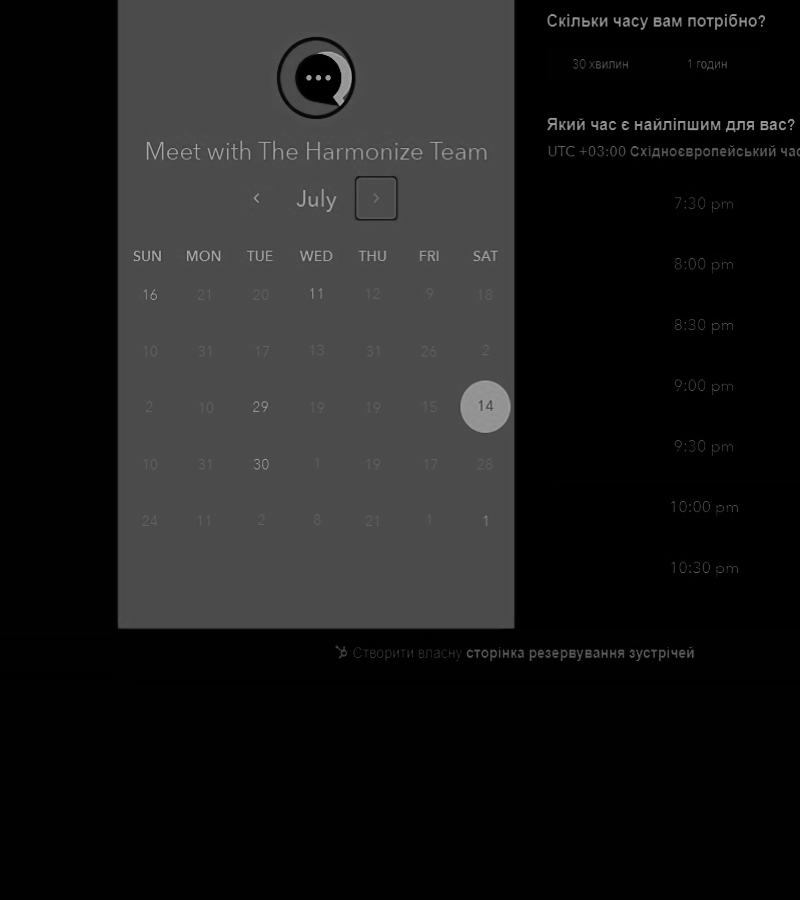 Meet with The Harmonize Team
July
SUN MON TUE WED THU FRI SAT
16 21 20 11 12 9 18
10 31 17 13 31 26 2
2 10 29 19 19 15 14
10 31 30 1 19 17 28
24 11 2 8 21 1 1
Скільки часу вам потрібно?
30 хвилин 1 годин
Який час є найліпшим для вас?
UTC +03:00 Східноєвропейський час
7:30 pm
8:00 pm
8:30 pm
9:00 pm
9:30 pm
10:00 pm
10:30 pm
Створити власну сторінка резервування зустрічей